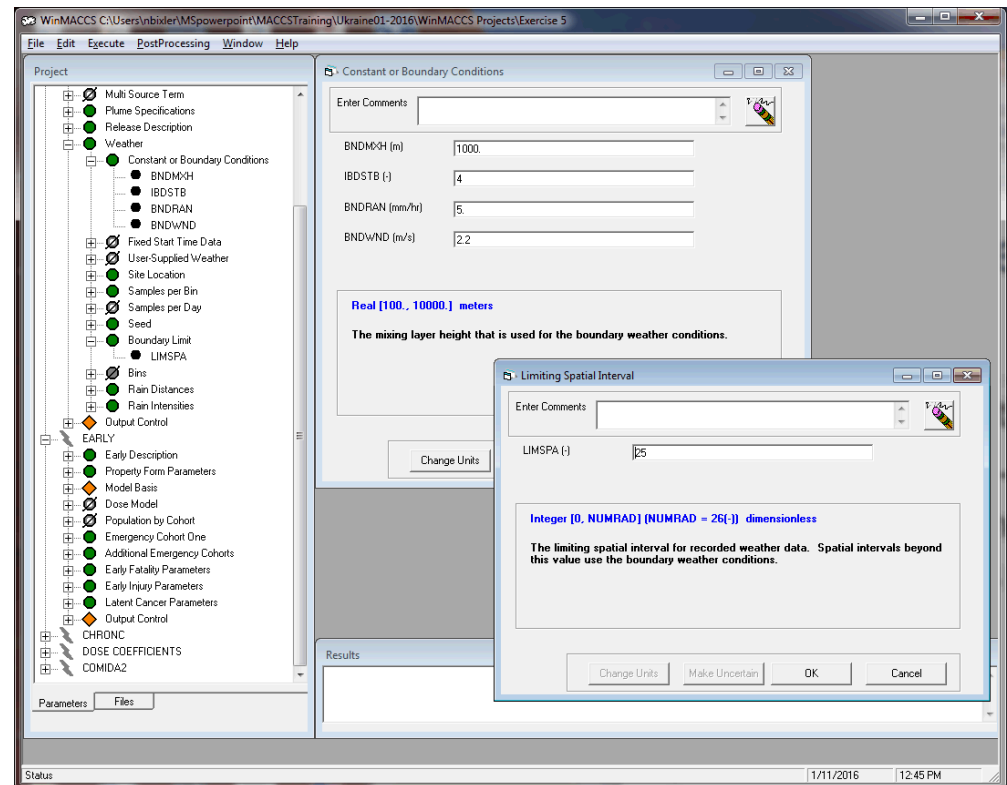 WinMACCS C:\Users\nbixler\MSpowerpoint\MACCSTraining\Ukraine01-2016\WinMACCS Projects\Exercise 5
File Edit Execute PostProcessing Window Help
Project
Multi Source Term
Plume Specifications
Release Description
Weather
Constant or Boundary Conditions
BNDMXH
IBDSTB
BNDRAN
BNDWND
Fixed Start Time Data
User-Supplied Weather
Site Location
Samples per Bin
Samples per Day
Seed
Boundary Limit
LIMSPA
Bins
Rain Distances
Rain Intensities
Output Control
EARLY
Early Description
Property Form Parameters
Model Basis
Dose Model
Population by Cohort
Emergency Cohort One
Additional Emergency Cohorts
Early Fatality Parameters
Early Injury Parameters
Latent Cancer Parameters
Output Control
CHRONC
DOSE COEFFICIENTS
COMIDA2
Parameters Files
Constant or Boundary Conditions
Enter Comments
BNDMXH (m) 1000.
IBDSTB (-) 4
BNDRAN (mm/hr) 5.
BNDWND (m/s) 2.2
Real [100., 10000.] meters
The mixing layer height that is used for the boundary weather conditions.
Change Units
Limiting Spatial Interval
Enter Comments
LIMSPA (-) 25
Integer [0, NUMRAD] (NUMRAD = 26(-)) dimensionless
The limiting spatial interval for recorded weather data. Spatial intervals beyond
this value use the boundary weather conditions.
Change Units Make Uncertain OK Cancel
Results
Status 1/11/2016 12:45 PM